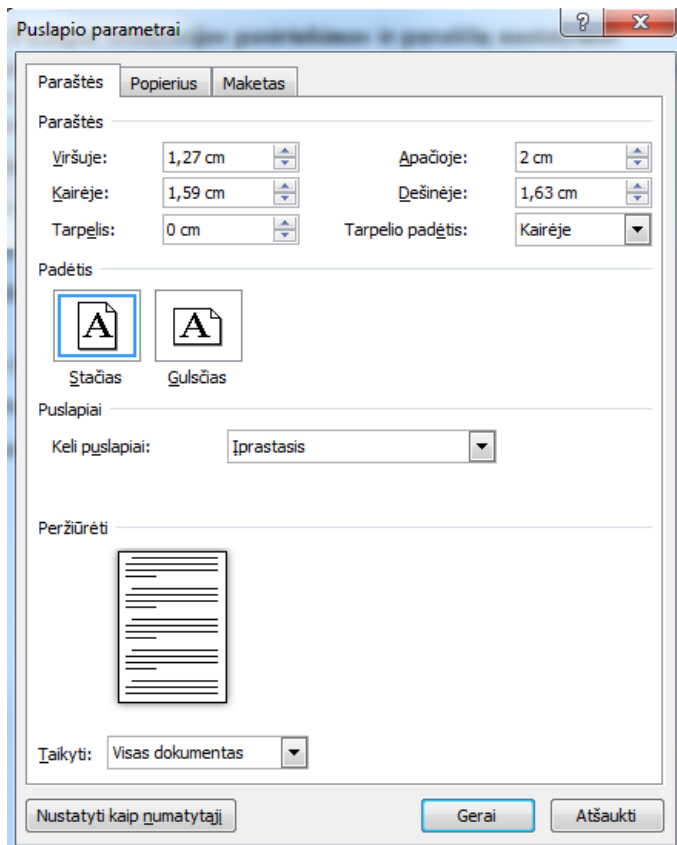 Puslapio parametrai
Paraštės Popierius Maketas
Paraštės
Viršuje: 1,27 cm Apačioje: 2 cm
Kairėje: 1,59 cm Dešinėje: 1,63 cm
Tarpelis: 0 cm Tarpelio padėtis: Kairėje
Padėtis
A A
Stačias Gulsčias
Puslapiai
Keli puslapiai: Įprastasis
Peržiūrėti
Taikyti: Visas dokumentas
Nustatyti kaip numatytąjį Gerai Atšaukti